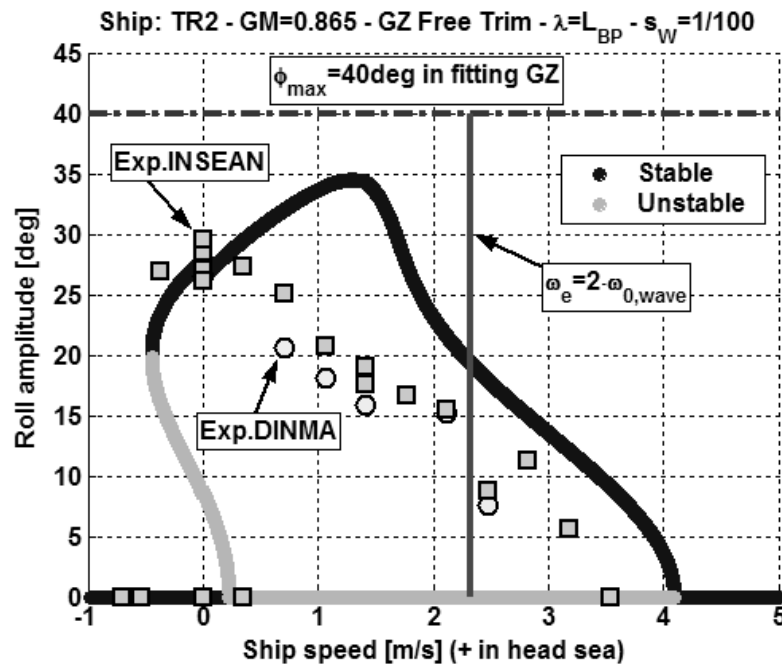 Ship: TR2 - GM=0.865 - GZ Free Trim - λ=L_BP - s_W=1/100
45
ϕ_max=40deg in fitting GZ
40
Exp.INSEAN
35
Stable
Unstable
30
ω_e=2·ω_0,wave
25
20
15
Exp.DINMA
10
5
0
Roll amplitude [deg]
-1 0 1 2 3 4 5
Ship speed [m/s] (+ in head sea)